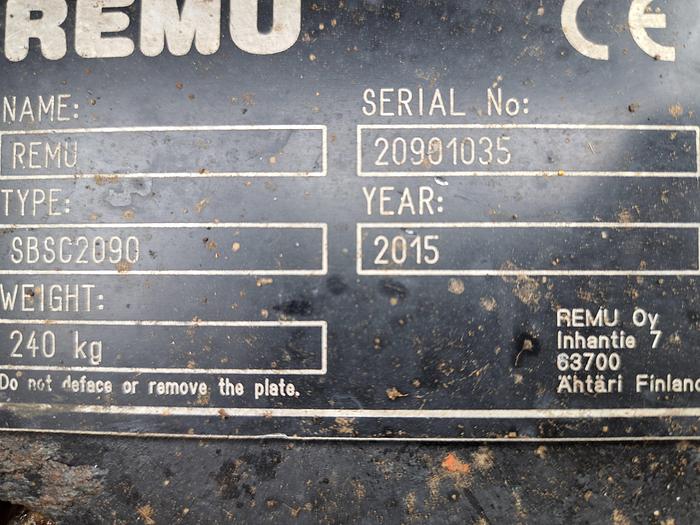 REMU CE
NAME: SERIAL No:
REMU 20901035
TYPE: YEAR:
SBSC2090 2015
WEIGHT:
240 kg
Do not deface or remove the plate.
REMU Oy
Inhantie 7
63700
Ähtäri Finland